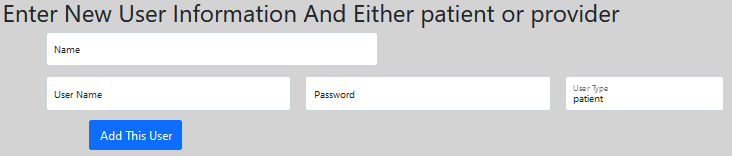 Enter New User Information And Either patient or provider
Name
User Name
Password
User Type
patient
Add This User